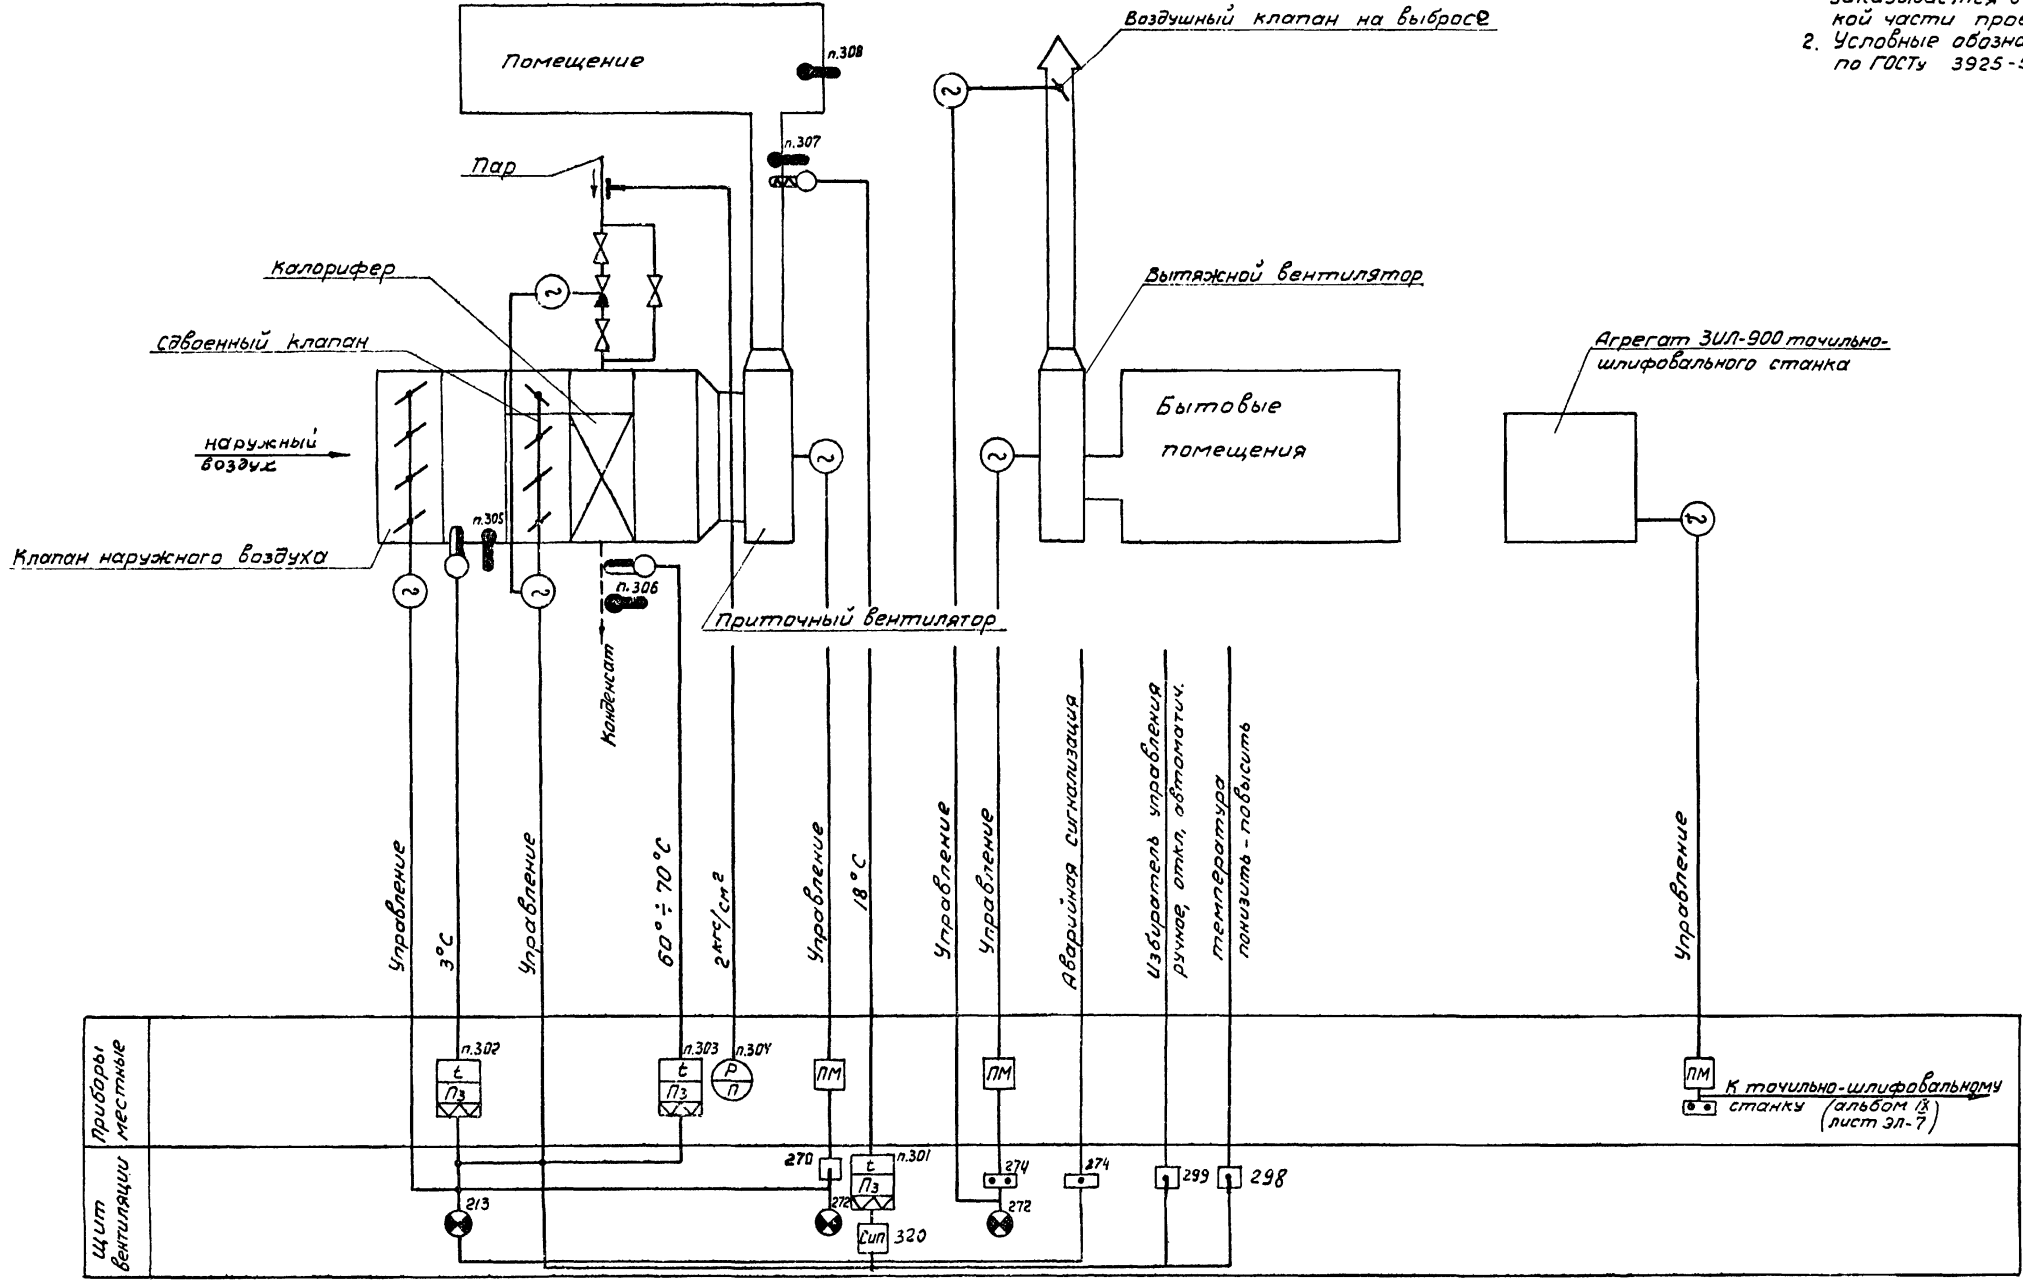 Воздушный клапан на выбросе
кой части
2. Условные
по ГОСТу 3925-5
Помещение
п.308
п.307
Пар
Калорифер
Сдвоенный клапан
Вытяжной вентилятор
Агрегат ЗИЛ-900 точильно-
шлифовального станка
наружный
воздух
Бытовые
помещения
п.305
Клапан наружного воздуха
п.306
Приточный вентилятор
Конденсат
Управление
3°С
Управление
60°÷70°С
2кгс/см²
Управление
18°С
Управление
Управление
Аварийная сигнализация
Избиратель управления
ручное, откл, автоматич.
температура
понизить-повысить
Управление
Приборы
местные
п.302
t
Пз
п.303
t
Пз
п.304
Р
П
ПМ
ПМ
ПМ
К точильно-шлифовальному
станку (альбом IX
лист ЭЛ-7)
Щит
вентиляции
213
270
272
п.301
t
Пз
Сип 320
274
272
274
299
298